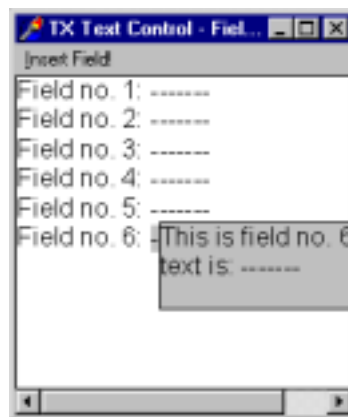 TX Text Control - Fiel...
Insert Field!
Field no. 1: -------
Field no. 2: -------
Field no. 3: -------
Field no. 4: -------
Field no. 5: -------
Field no. 6: -
This is field no. 6
text is: -------